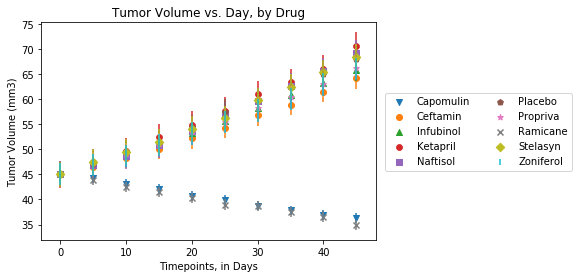 Tumor Volume vs. Day, by Drug
75
70
65
60
55
50
45
40
35
Tumor Volume (mm3)
0 10 20 30 40
Timepoints, in Days
Capomulin Placebo
Ceftamin Propriva
Infubinol Ramicane
Ketapril Stelasyn
Naftisol Zoniferol